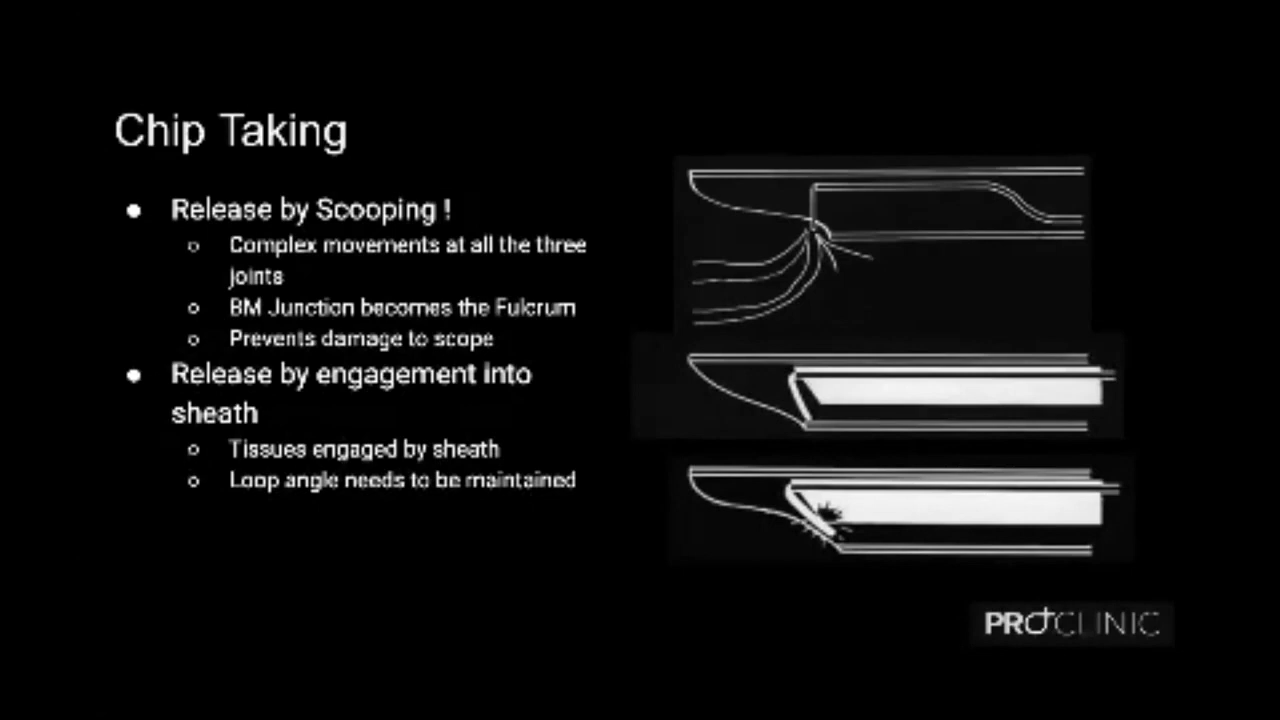 Chip Taking
● Release by Scooping !
○ Complex movements at all the three
joints
○ BM Junction becomes the Fulcrum
○ Prevents damage to scope
● Release by engagement into
sheath
○ Tissues engaged by sheath
○ Loop angle needs to be maintained
PROCLINIC